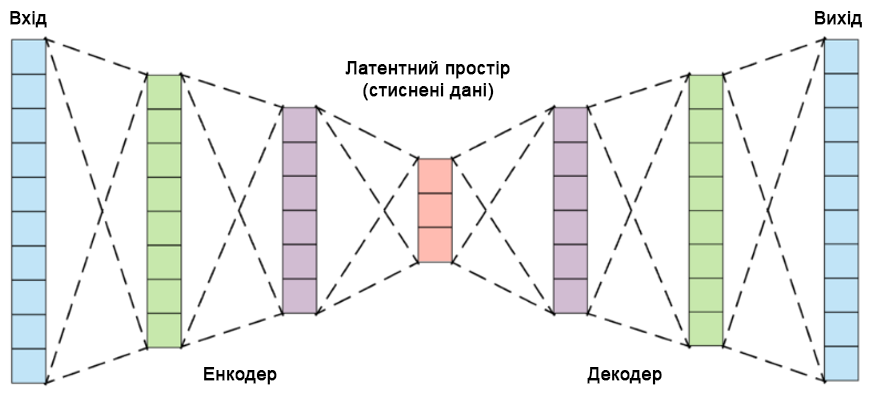 Вхід
Вихід
Латентний простір
(стиснені дані)
Енкодер
Декодер